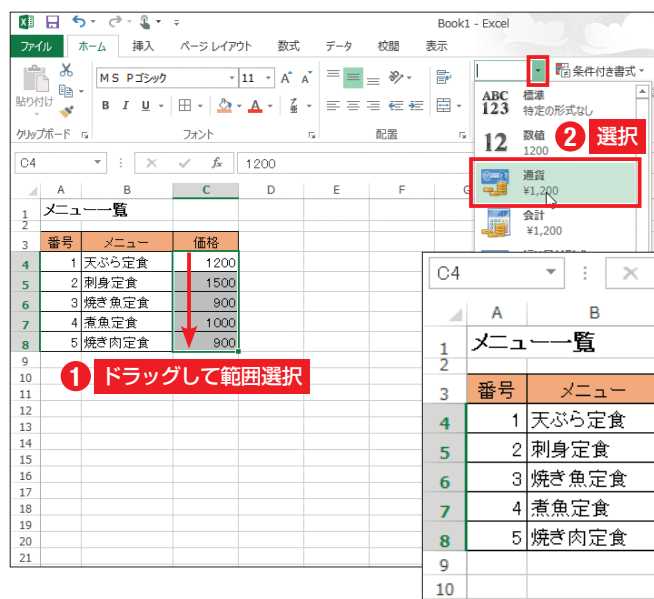 Book1 - Excel
ファイル ホーム 挿入 ページレイアウト 数式 データ 校閲 表示
MS Pゴシック 11 A A 条件付き書式
貼り付け B I U A
クリップボード フォント 配置
ABC 123 標準 特定の形式なし
12 数値 1200
2 選択
通貨 ¥1,200
会計 ¥1,200
C4 fx 1200
A B C D E F G
1 メニュー一覧
2
3 番号 メニュー 価格
4 1 天ぷら定食 1200
5 2 刺身定食 1500
6 3 焼き魚定食 900
7 4 煮魚定食 1000
8 5 焼き肉定食 900
9
10
1 ドラッグして範囲選択
11
12
13
14
15
16
17
18
19
20
21
C4
A B
1 メニュー一覧
2
3 番号 メニュー
4 1 天ぷら定食
5 2 刺身定食
6 3 焼き魚定食
7 4 煮魚定食
8 5 焼き肉定食
9
10